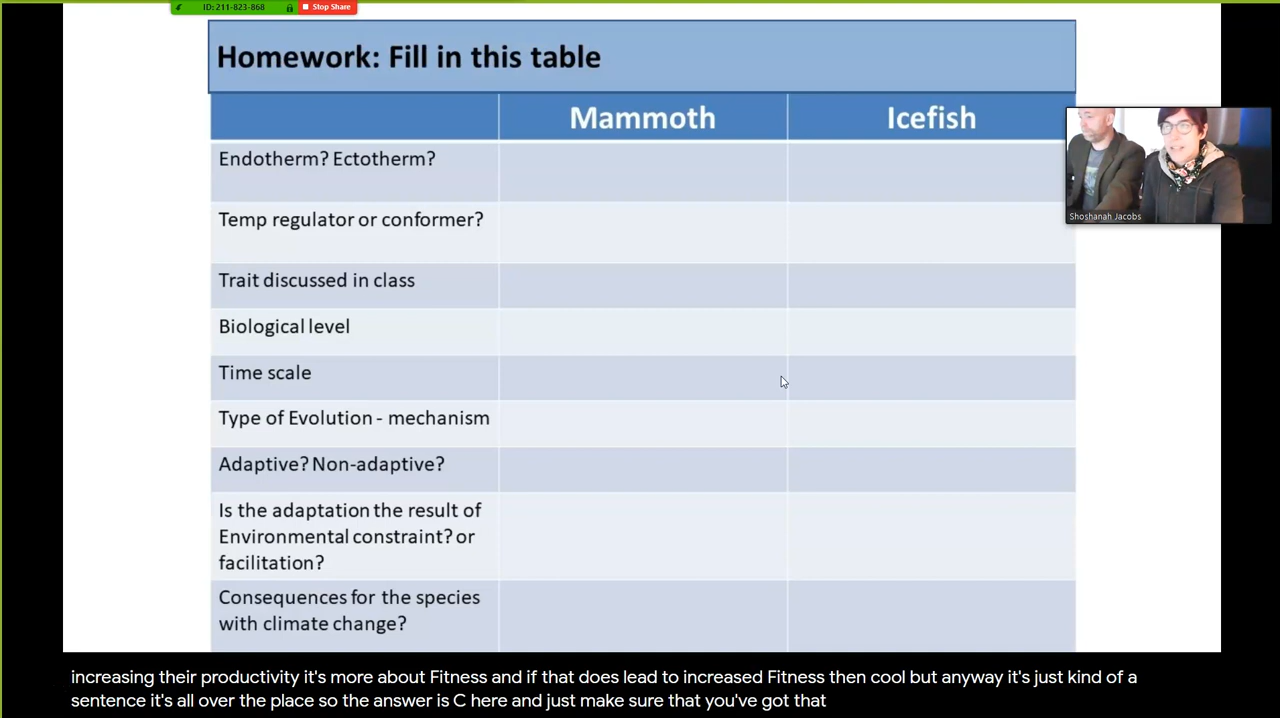 ID: 211-823-868 Stop Share
Homework: Fill in this table
Mammoth Icefish
Endotherm? Ectotherm?
Temp regulator or conformer?
Shoshanah Jacobs
Trait discussed in class
Biological level
Time scale
Type of Evolution - mechanism
Adaptive? Non-adaptive?
Is the adaptation the result of
Environmental constraint? or
facilitation?
Consequences for the species
with climate change?
increasing their productivity it's more about Fitness and if that does lead to increased Fitness then cool but anyway it's just kind of a
sentence it's all over the place so the answer is C here and just make sure that you've got that